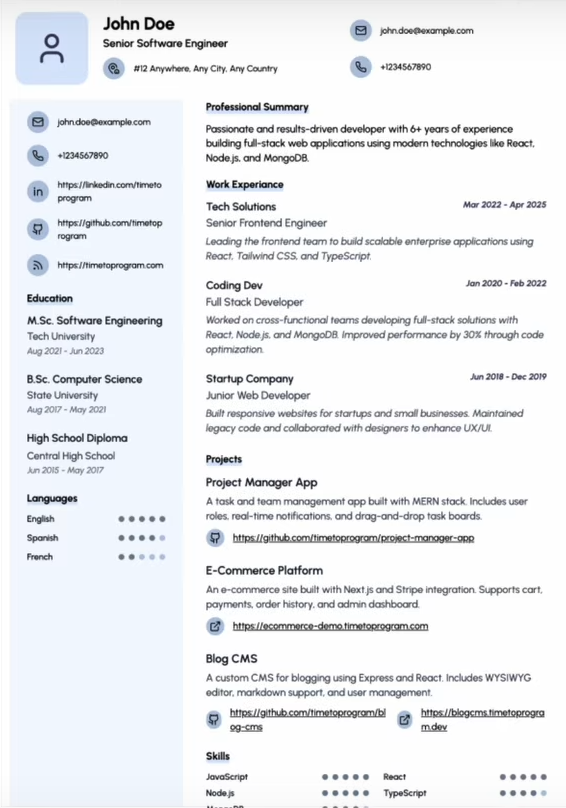 John Doe
Senior Software Engineer
#12 Anywhere, Any City, Any Country
john.doe@example.com
+1234567890
john.doe@example.com
+1234567890
https://linkedin.com/timeto
program
https://github.com/timetop
rogram
https://timetoprogram.com
Education
M.Sc. Software Engineering
Tech University
Aug 2021 - Jun 2023
B.Sc. Computer Science
State University
Aug 2017 - May 2021
High School Diploma
Central High School
Jun 2015 - May 2017
Languages
English
Spanish
French
Professional Summary
Passionate and results-driven developer with 6+ years of experience
building full-stack web applications using modern technologies like React,
Node.js, and MongoDB.
Work Experiance
Tech Solutions
Mar 2022 - Apr 2025
Senior Frontend Engineer
Leading the frontend team to build scalable enterprise applications using
React, Tailwind CSS, and TypeScript.
Coding Dev
Jan 2020 - Feb 2022
Full Stack Developer
Worked on cross-functional teams developing full-stack solutions with
React, Node.js, and MongoDB. Improved performance by 30% through code
optimization.
Startup Company
Jun 2018 - Dec 2019
Junior Web Developer
Built responsive websites for startups and small businesses. Maintained
legacy code and collaborated with designers to enhance UX/UI.
Projects
Project Manager App
A task and team management app built with MERN stack. Includes user
roles, real-time notifications, and drag-and-drop task boards.
https://github.com/timetoprogram/project-manager-app
E-Commerce Platform
An e-commerce site built with Next.js and Stripe integration. Supports cart,
payments, order history, and admin dashboard.
https://ecommerce-demo.timetoprogram.com
Blog CMS
A custom CMS for blogging using Express and React. Includes WYSIWYG
editor, markdown support, and user management.
https://github.com/timetoprogram/bl
og-cms
https://blogcms.timetoprogra
m.dev
Skills
JavaScript
React
Node.js
TypeScript